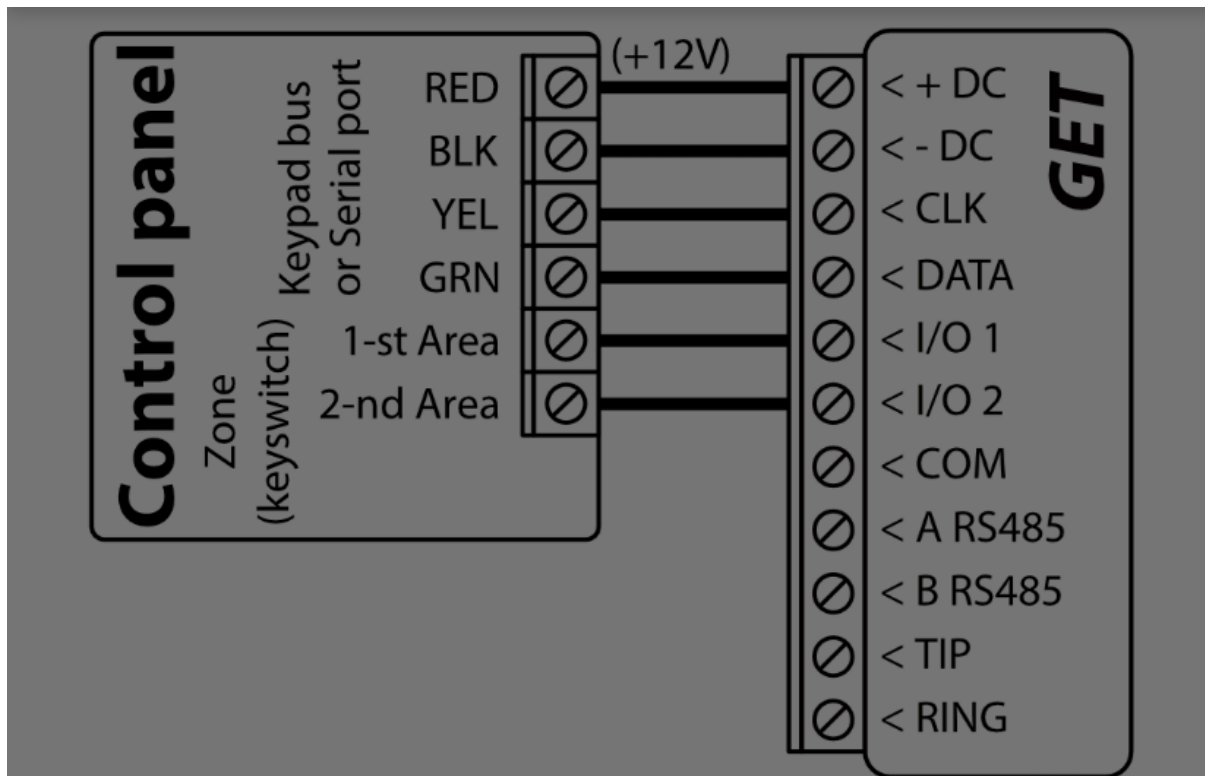 Control panel
Keypad bus
or Serial port
Zone
(keyswitch)
RED
BLK
YEL
GRN
1-st Area
2-nd Area
(+12V)
< + DC
< - DC
< CLK
< DATA
< I/O 1
< I/O 2
< COM
< A RS485
< B RS485
< TIP
< RING
GET